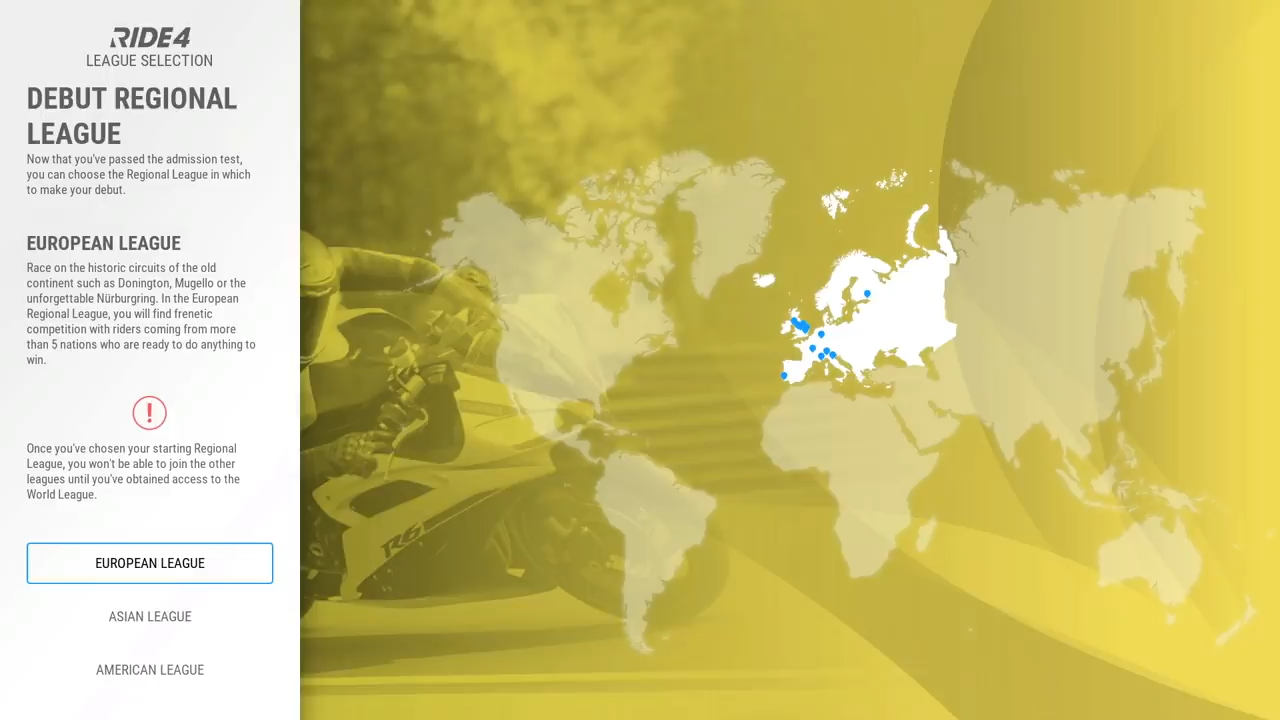 RIDE4
LEAGUE SELECTION
DEBUT REGIONAL
LEAGUE
Now that you've passed the admission test,
you can choose the Regional League in which
to make your debut.
EUROPEAN LEAGUE
Race on the historic circuits of the old
continent such as Donington, Mugello or the
unforgettable Nürburgring. In the European
Regional League, you will find frenetic
competition with riders coming from more
than 5 nations who are ready to do anything to
win.
Once you've chosen your starting Regional
League, you won't be able to join the other
leagues until you've obtained access to the
World League.
EUROPEAN LEAGUE
ASIAN LEAGUE
AMERICAN LEAGUE
R6